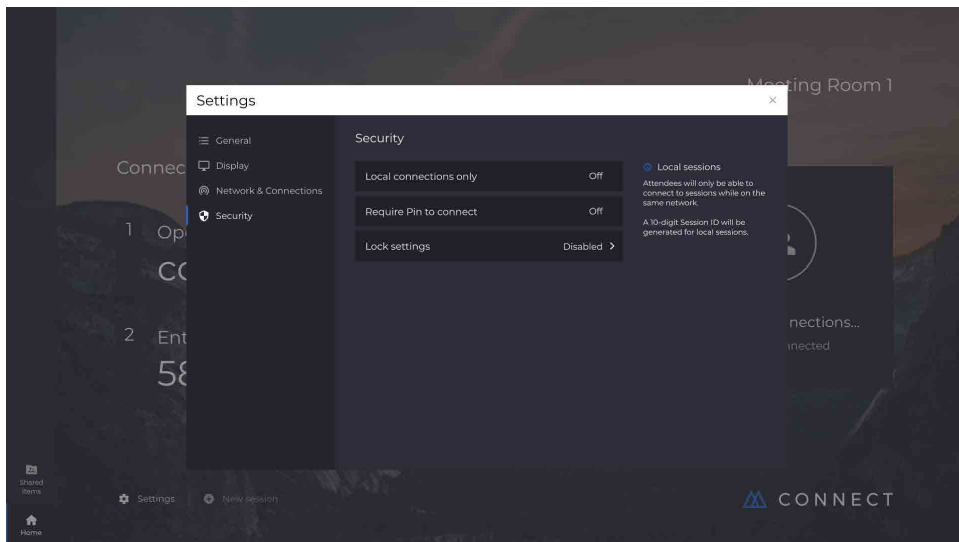 Meeting Room 1
Settings
General
Display
Network & Connections
Security
Security
Local connections only Off
Require Pin to connect Off
Lock settings Disabled
Local sessions
Attendees will only be able to
connect to sessions while on the
same network.
A 10-digit Session ID will be
generated for local sessions.
Connec
1 Op
co
2 Ent
58
nections...
nnected
Shared
items
Settings
New session
Home
CONNECT